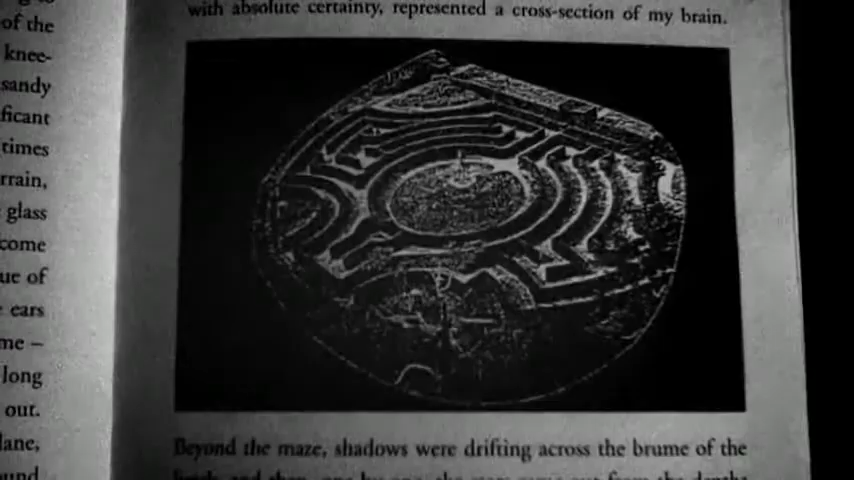 of the
knee-
sandy
ficant
times
rrain,
glass
come
ue of
ears
me –
long
out.
lane,
with absolute certainty, represented a cross-section of my brain.
Beyond the maze, shadows were drifting across the brume of the